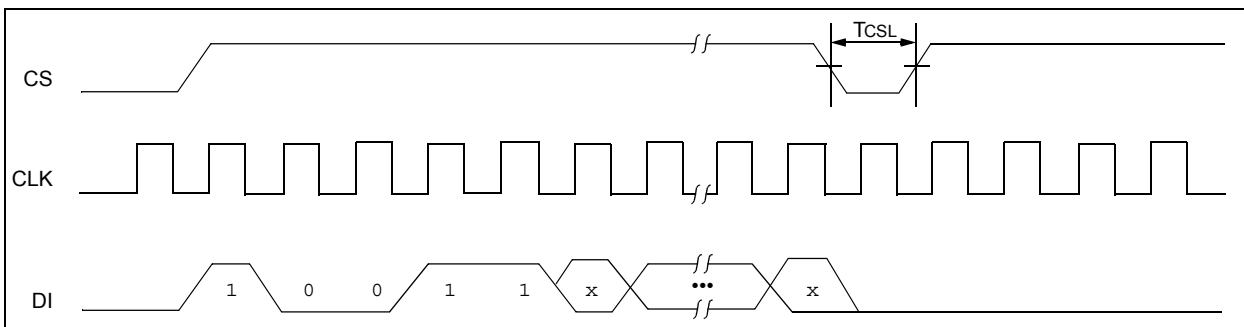 TCSL
CS
CLK
DI
1 0 0 1 1 x ••• x